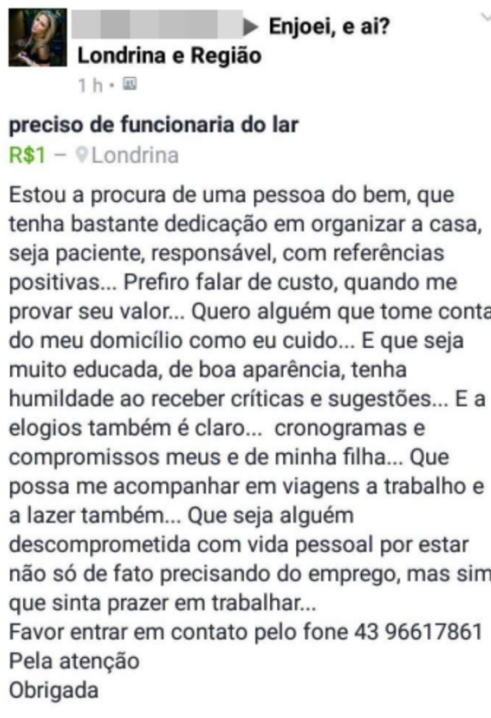 Enjoei, e ai?
Londrina e Região
1 h ·
preciso de funcionaria do lar
R$1 – Londrina
Estou a procura de uma pessoa do bem, que
tenha bastante dedicação em organizar a casa,
seja paciente, responsável, com referências
positivas... Prefiro falar de custo, quando me
provar seu valor... Quero alguém que tome conta
do meu domicílio como eu cuido... E que seja
muito educada, de boa aparência, tenha
humildade ao receber críticas e sugestões... E a
elogios também é claro... cronogramas e
compromissos meus e de minha filha... Que
possa me acompanhar em viagens a trabalho e
a lazer também... Que seja alguém
descomprometida com vida pessoal por estar
não só de fato precisando do emprego, mas sim
que sinta prazer em trabalhar...
Favor entrar em contato pelo fone 43 96617861
Pela atenção
Obrigada